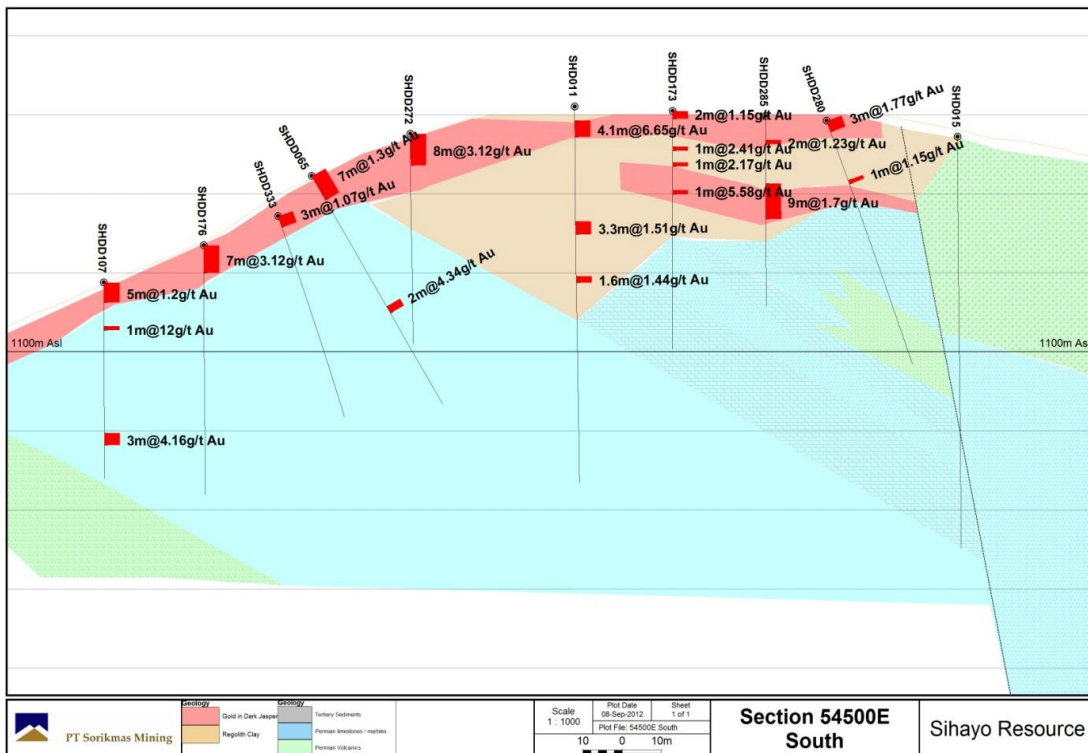 SHDD107
SHDD176
SHDD333
SHDD065
SHDD272
SHD011
SHDD173
SHDD285
SHDD280
SHD015
5m@1.2g/t Au
1m@12g/t Au
3m@4.16g/t Au
7m@3.12g/t Au
3m@1.07g/t Au
7m@1.3g/t Au
2m@4.34g/t Au
8m@3.12g/t Au
4.1m@6.65g/t Au
3.3m@1.51g/t Au
1.6m@1.44g/t Au
2m@1.15g/t Au
1m@2.41g/t Au
1m@2.17g/t Au
1m@5.58g/t Au
2m@1.23g/t Au
9m@1.7g/t Au
3m@1.77g/t Au
1m@1.15g/t Au
1100m Asl
1100m As
PT Sorikmas Mining
Geology
Gold in Dark Jasper
Regolith Clay
Geology
Tertiary Sediments
Permian limestones / marbles
Permian Volcanics
Scale
1 : 1000
Plot Date
08-Sep-2012
Sheet
1 of 1
Plot File: 54500E South
10 0 10m
Section 54500E
South
Sihayo Resource